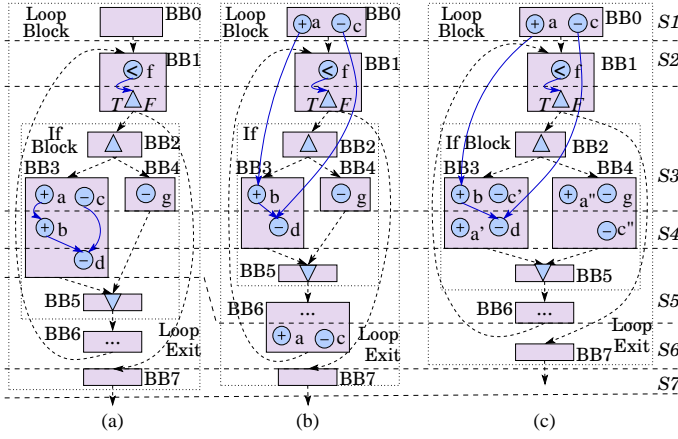 Loop
Block
BB0
BB1
<
f
T
F
If
Block
BB2
BB3
BB4
+
a
−
c
−
g
+
b
−
d
BB5
BB6
...
Loop
Exit
BB7
(a)
Loop
Block
+
a
−
c
BB0
BB1
<
f
T
F
If
BB2
BB3
BB4
+
b
−
g
−
d
BB5
BB6
...
+
a
−
c
Loop
Exit
BB7
(b)
Loop
Block
+
a
−
c
BB0
BB1
<
f
T
F
If Block
BB2
BB3
BB4
+
b
−
c'
+
a"
−
g
+
a'
−
d
−
c"
BB5
BB6
...
Loop
Exit
BB7
(c)
S1
S2
S3
S4
S5
S6
S7